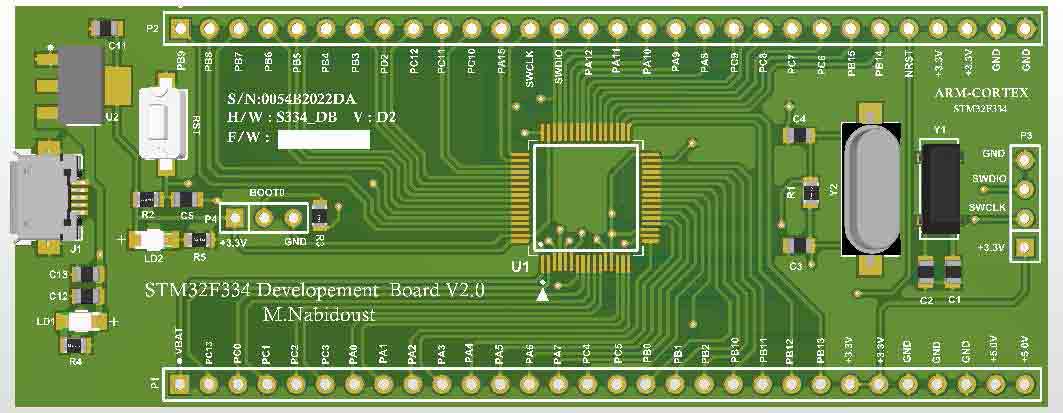 P2
PB9 PB8 PB7 PB6 PB5 PB4 PB3 PD2 PC12 PC11 PC10 PA15 SWCLK SWDIO PA12 PA11 PA10 PA9 PA8 PC9 PC8 PC7 PC6 PB15 PB14 NRST +3.3V +3.3V GND GND
C11
U2
RST
S/N:0054B2022DA
H/W : S334_DB V : D2
F/W :
ARM-CORTEX
STM32F334
C4
Y1
P3
GND
SWDIO
SWCLK
+3.3V
R1
Y2
C3
C2 C1
BOOT0
R2 C5
P4
+3.3V GND
R3
J1
+
LD2 R5
U1
C13
C12
LD1 +
R4
STM32F334 Developement Board V2.0
M.Nabidoust
VBAT PC13 PC0 PC1 PC2 PC3 PA0 PA1 PA2 PA3 PA4 PA5 PA6 PA7 PC4 PC5 PB0 PB1 PB2 PB10 PB11 PB12 PB13 +3.3V +3.3V GND GND GND +5.0V +5.0V
P1